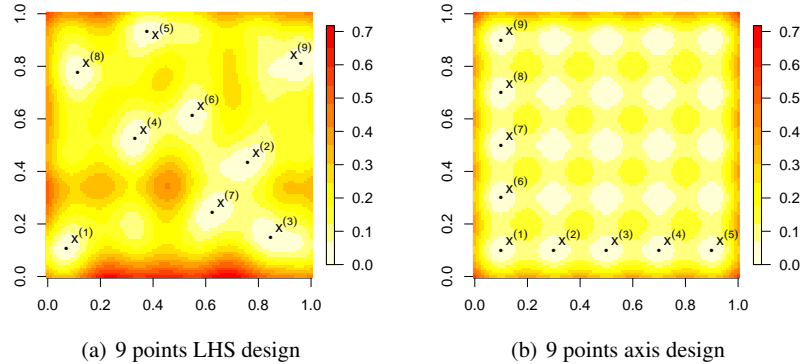 1.0
0.8
0.6
0.4
0.2
0.0
0.0 0.2 0.4 0.6 0.8 1.0
x(5)
x(8)
x(9)
x(6)
x(4)
x(2)
x(7)
x(3)
x(1)
0.7
0.6
0.5
0.4
0.3
0.2
0.1
0.0
(a) 9 points LHS design
1.0
0.8
0.6
0.4
0.2
0.0
0.0 0.2 0.4 0.6 0.8 1.0
x(9)
x(8)
x(7)
x(6)
x(1) x(2) x(3) x(4) x(5)
0.7
0.6
0.5
0.4
0.3
0.2
0.1
0.0
(b) 9 points axis design